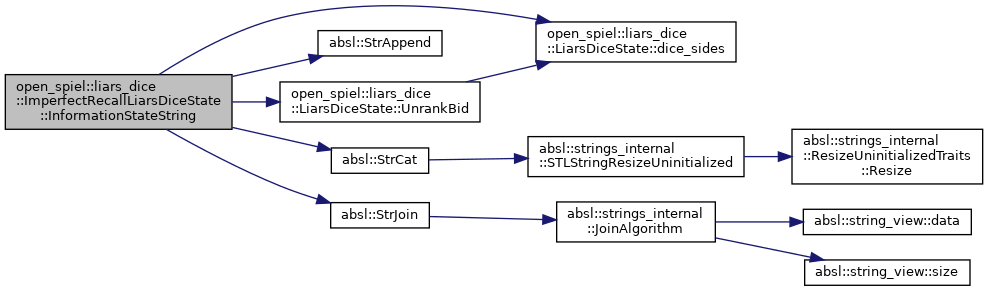 open_spiel::liars_dice
::ImperfectRecallLiarsDiceState
::InformationStateString
absl::StrAppend
open_spiel::liars_dice
::LiarsDiceState::dice_sides
open_spiel::liars_dice
::LiarsDiceState::UnrankBid
absl::StrCat
absl::strings_internal
::STLStringResizeUninitialized
absl::strings_internal
::ResizeUninitializedTraits
::Resize
absl::StrJoin
absl::strings_internal
::JoinAlgorithm
absl::string_view::data
absl::string_view::size